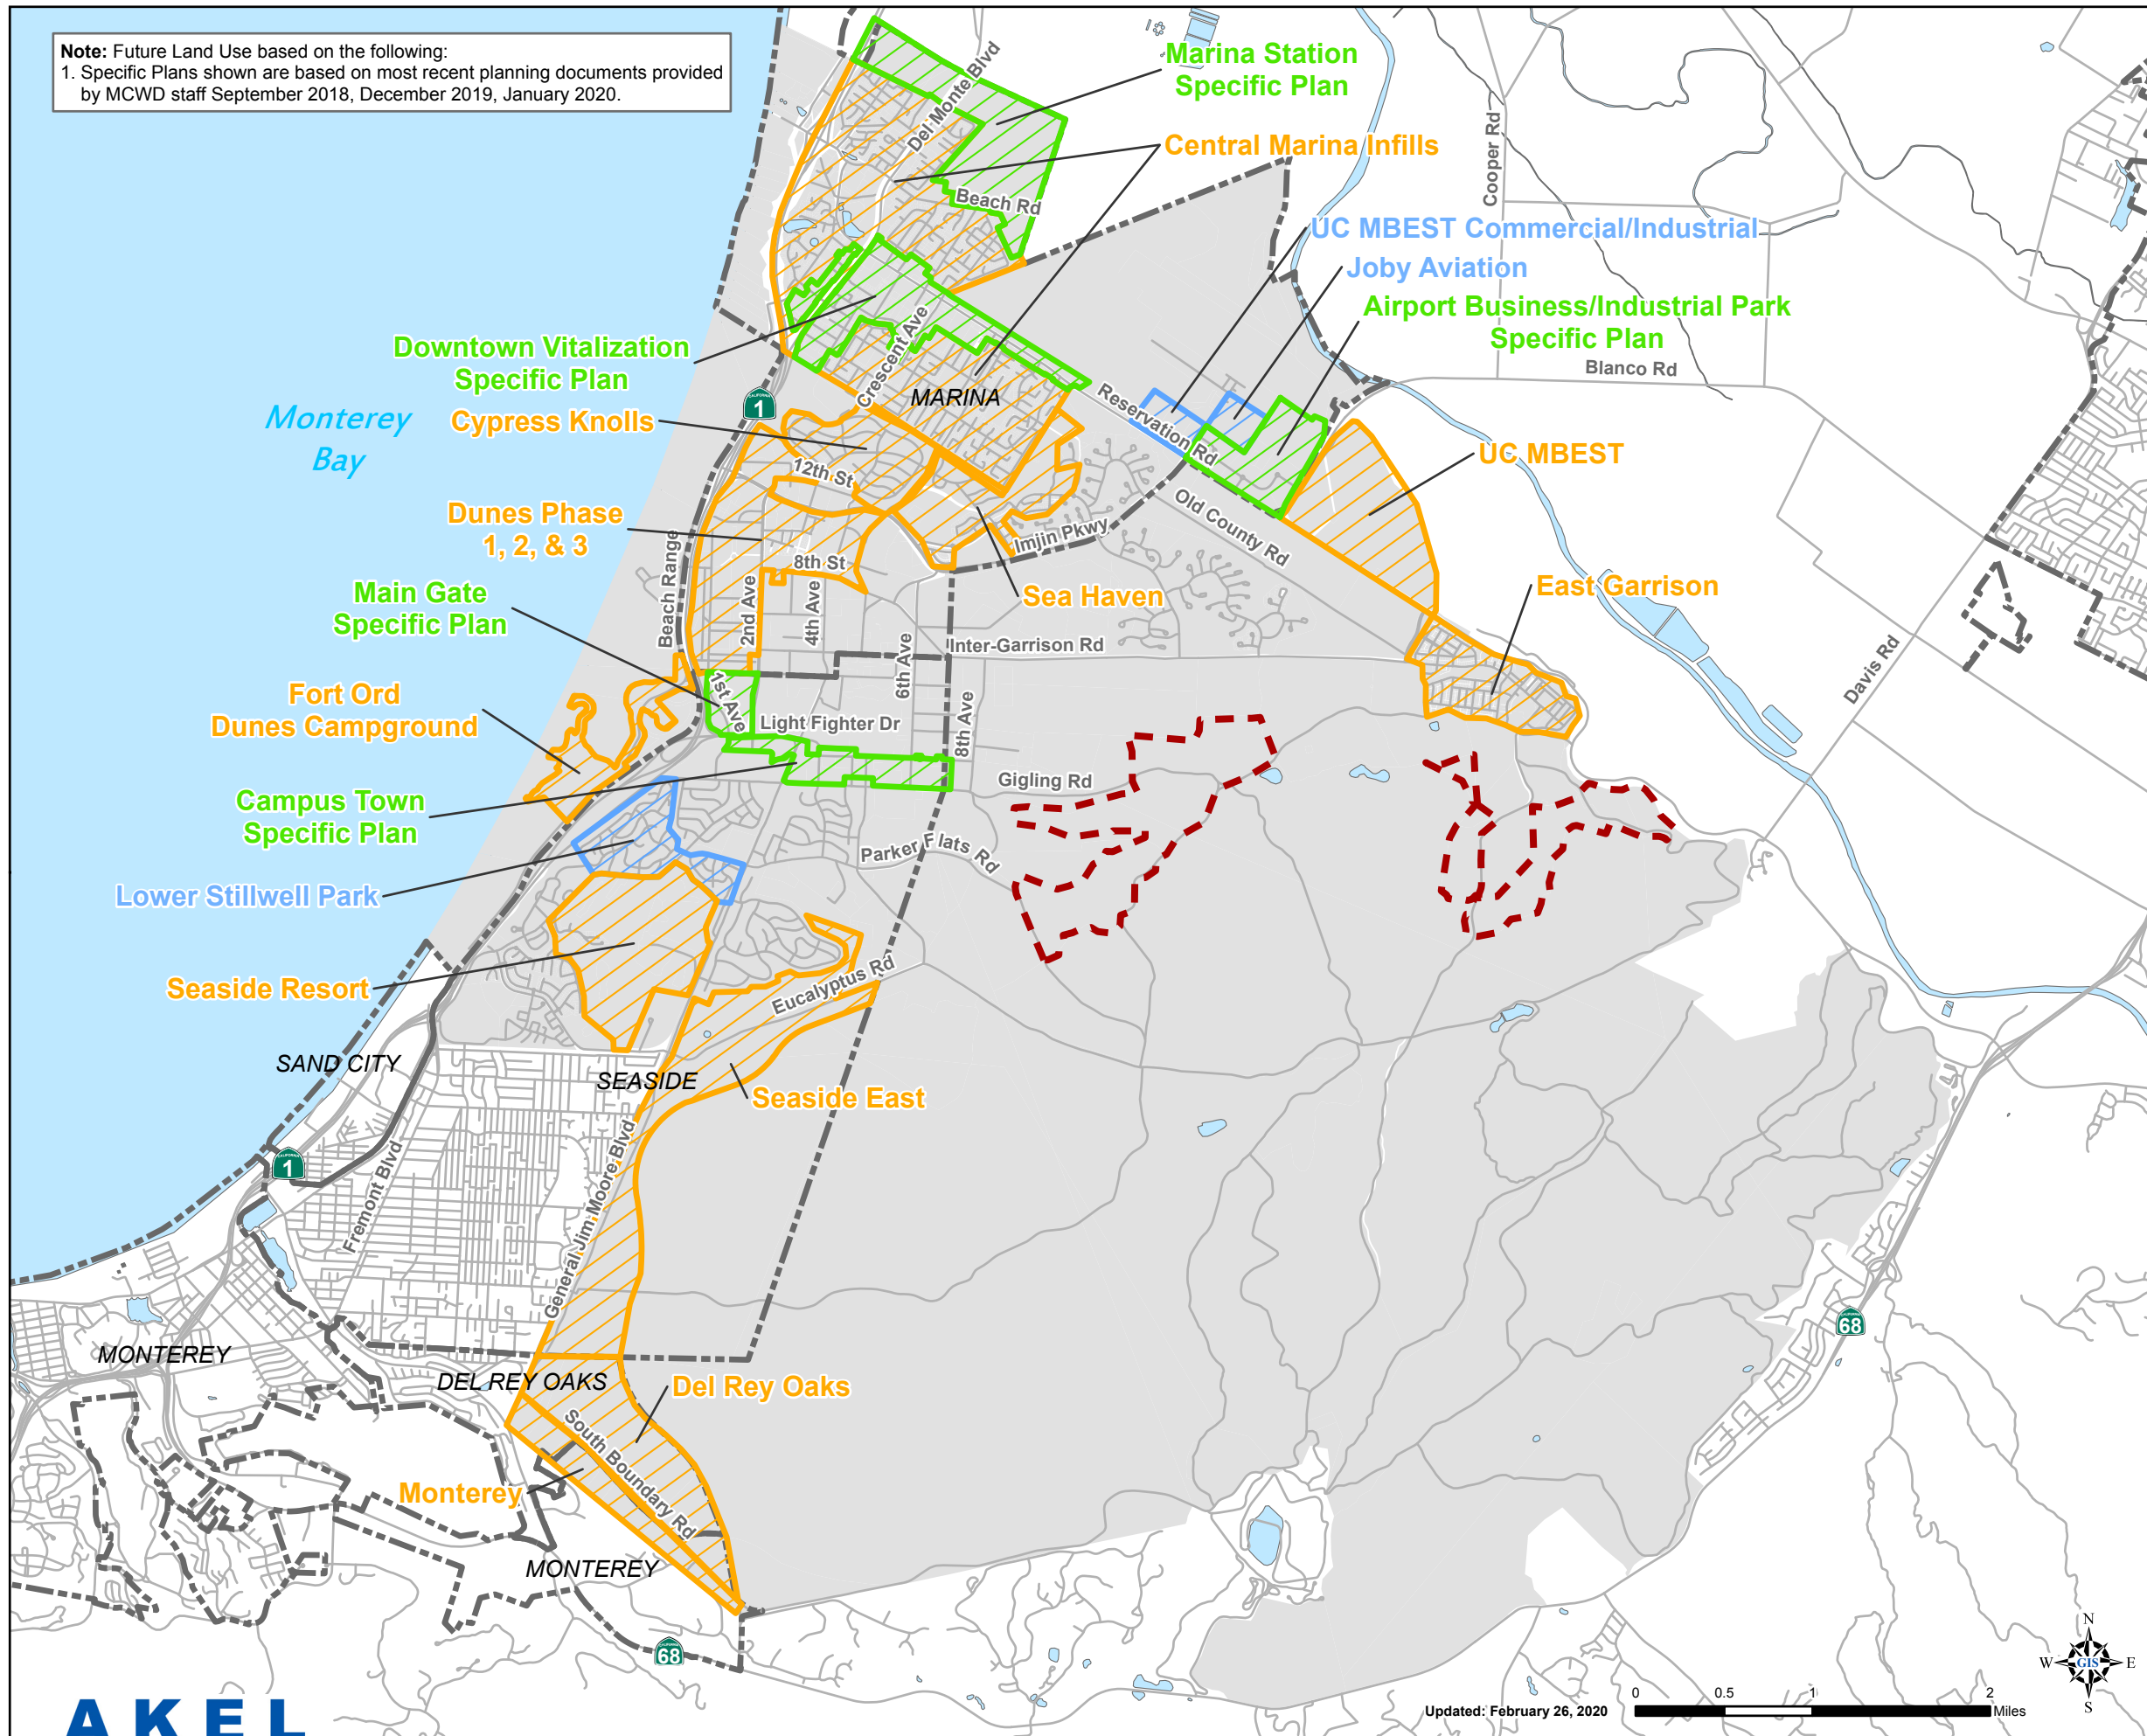 Note: Future Land Use based on the following:
1. Specific Plans shown are based on most recent planning documents provided
by MCWD staff September 2018, December 2019, January 2020.
Marina Station
Specific Plan
Del Monte Blvd
Central Marina Infills
Cooper Rd
Beach Rd
UC MBEST Commercial/Industrial
Joby Aviation
Airport Business/Industrial Park
Specific Plan
Blanco Rd
Downtown Vitalization
Specific Plan
Crescent Ave
MARINA
Reservation Rd
CALIFORNIA
1
Monterey
Bay
Cypress Knolls
UC MBEST
12th St
Old County Rd
Dunes Phase
1, 2, & 3
Imjin Pkwy
8th St
Beach Range
2nd Ave
4th Ave
Main Gate
Specific Plan
Sea Haven
East Garrison
Inter-Garrison Rd
6th Ave
Davis Rd
1st Ave
Fort Ord
Dunes Campground
Light Fighter Dr
8th Ave
Gigling Rd
Campus Town
Specific Plan
Parker Flats Rd
Lower Stillwell Park
Seaside Resort
Eucalyptus Rd
SAND CITY
SEASIDE
Seaside East
CALIFORNIA
1
Fremont Blvd
General Jim Moore Blvd
CALIFORNIA
68
MONTEREY
DEL REY OAKS
Del Rey Oaks
South Boundary Rd
Monterey
MONTEREY
CALIFORNIA
68
N
W
GIS
E
S
AKEL
Updated: February 26, 2020
0
0.5
1
2
Miles